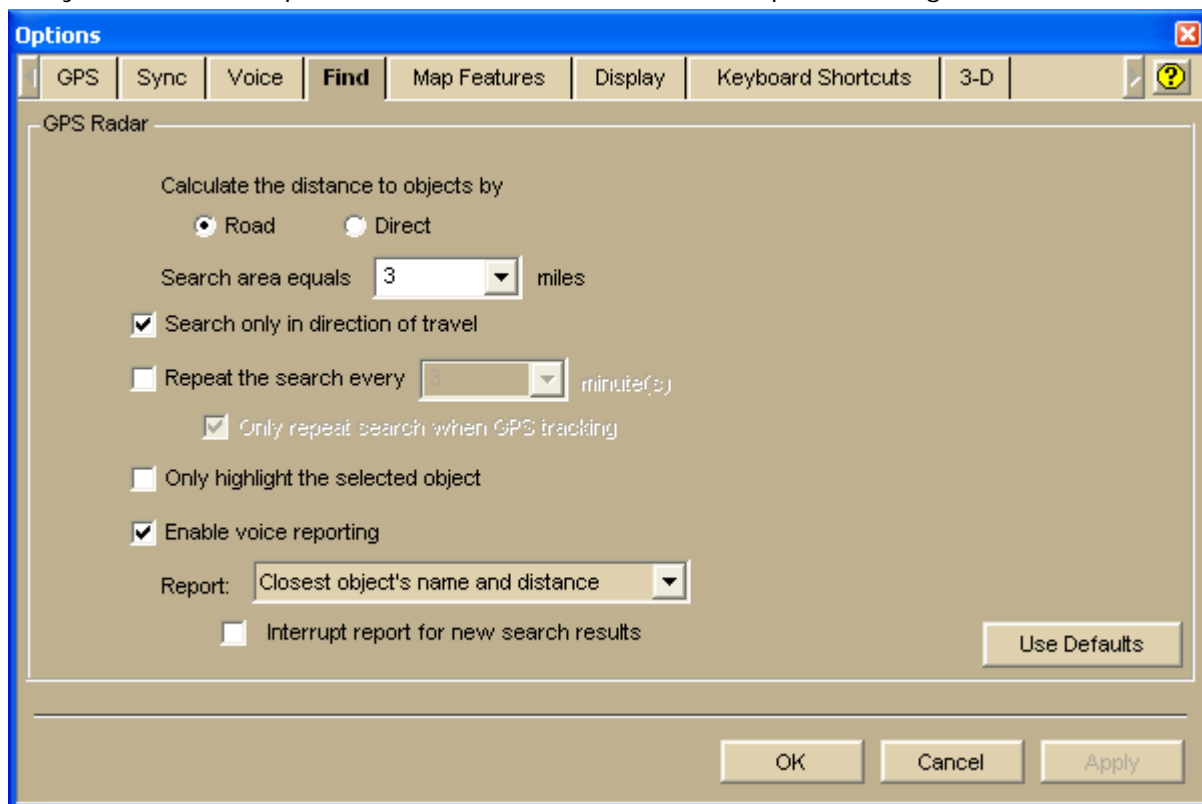 Options
GPS Sync Voice Find Map Features Display Keyboard Shortcuts 3-D ?
GPS Radar
Calculate the distance to objects by
Road Direct
Search area equals 3 miles
Search only in direction of travel
Repeat the search every 3 minute(s)
Only repeat search when GPS tracking
Only highlight the selected object
Enable voice reporting
Report: Closest object's name and distance
Interrupt report for new search results
Use Defaults
OK Cancel Apply